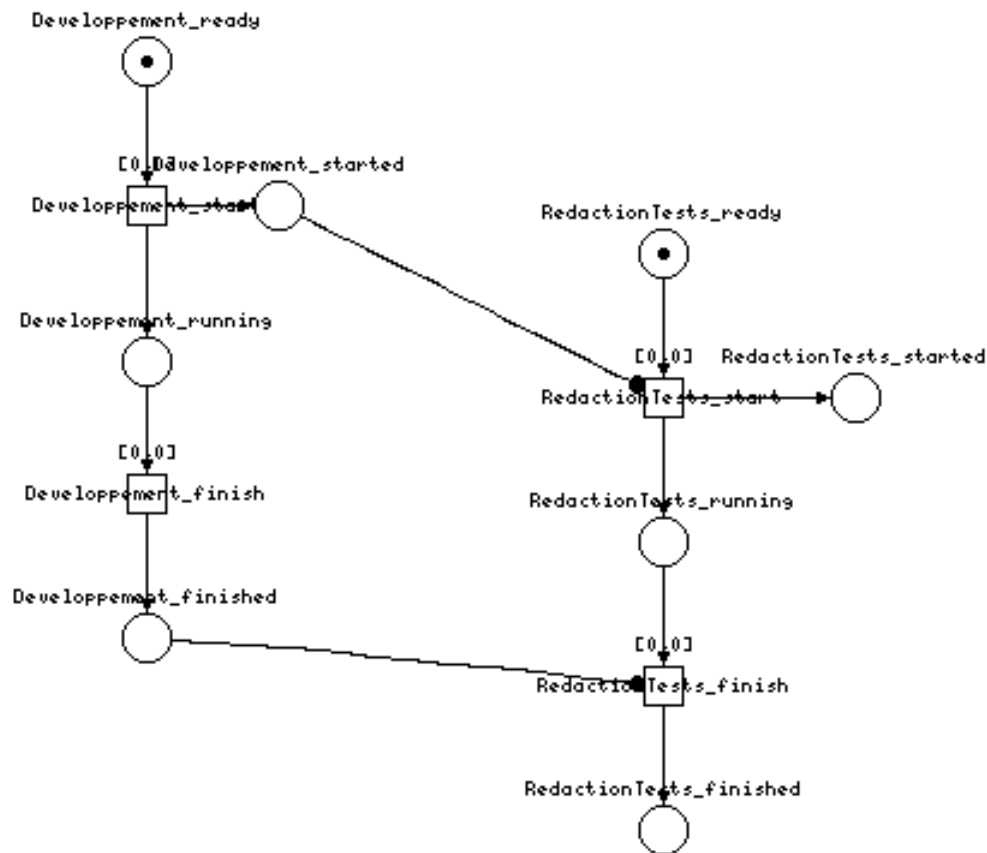 Developpement_ready
[0,0]
Developpement_started
Developpement_start
RedactionTests_ready
Developpement_running
[0,0]
RedactionTests_started
RedactionTests_start
[0,0]
Developpement_finish
RedactionTests_running
Developpement_finished
[0,0]
RedactionTests_finish
RedactionTests_finished